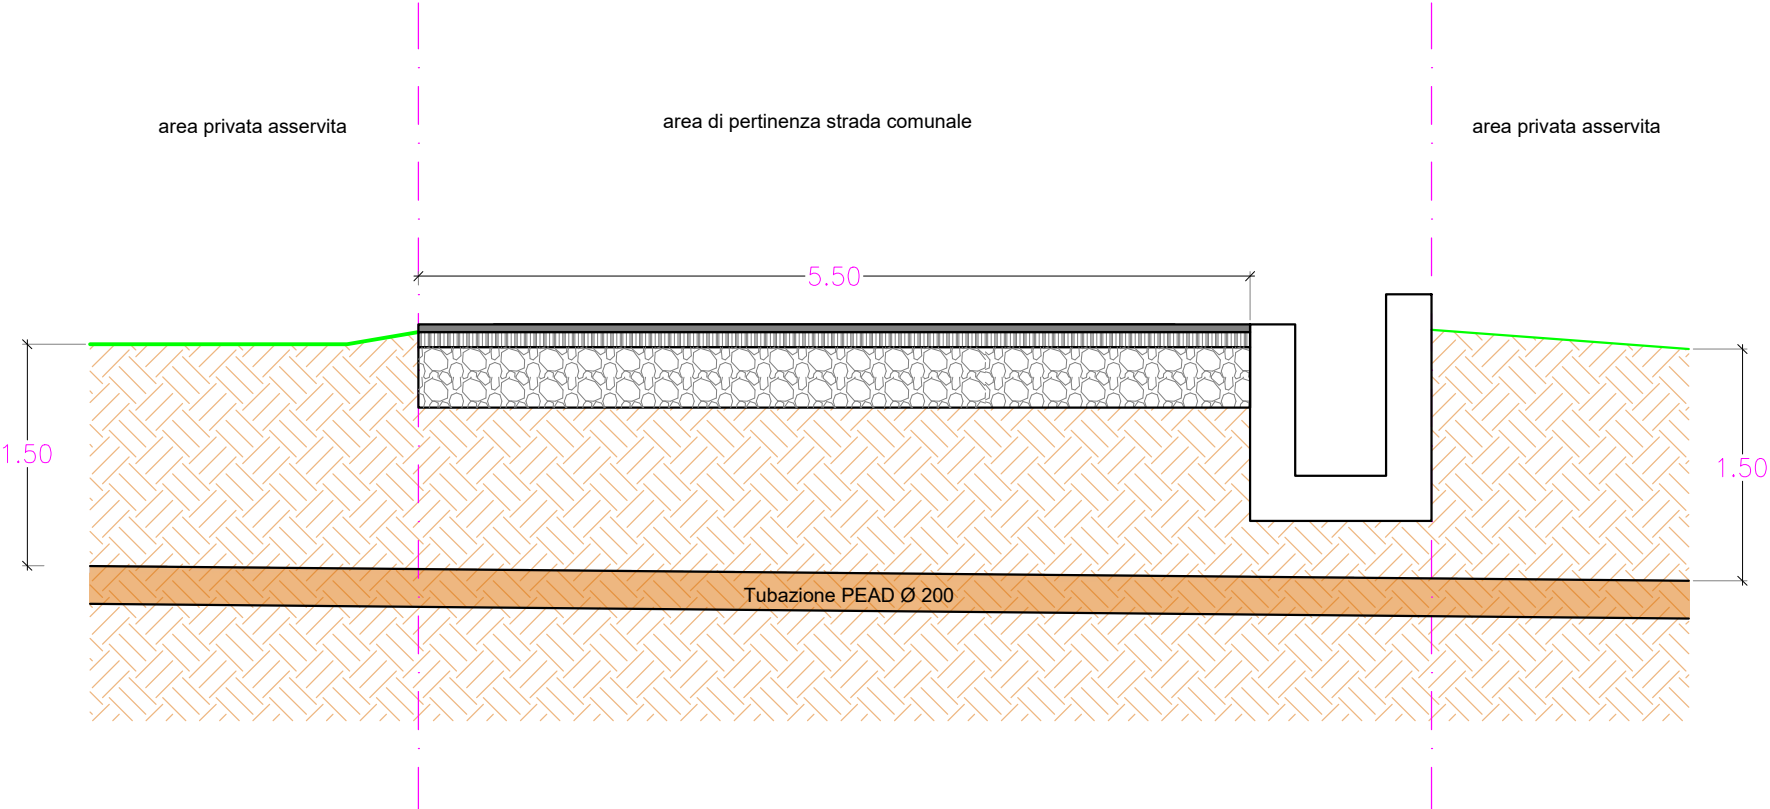 area privata asservita
area di pertinenza strada comunale
area privata asservita
5.50
1.50
1.50
Tubazione PEAD Ø 200